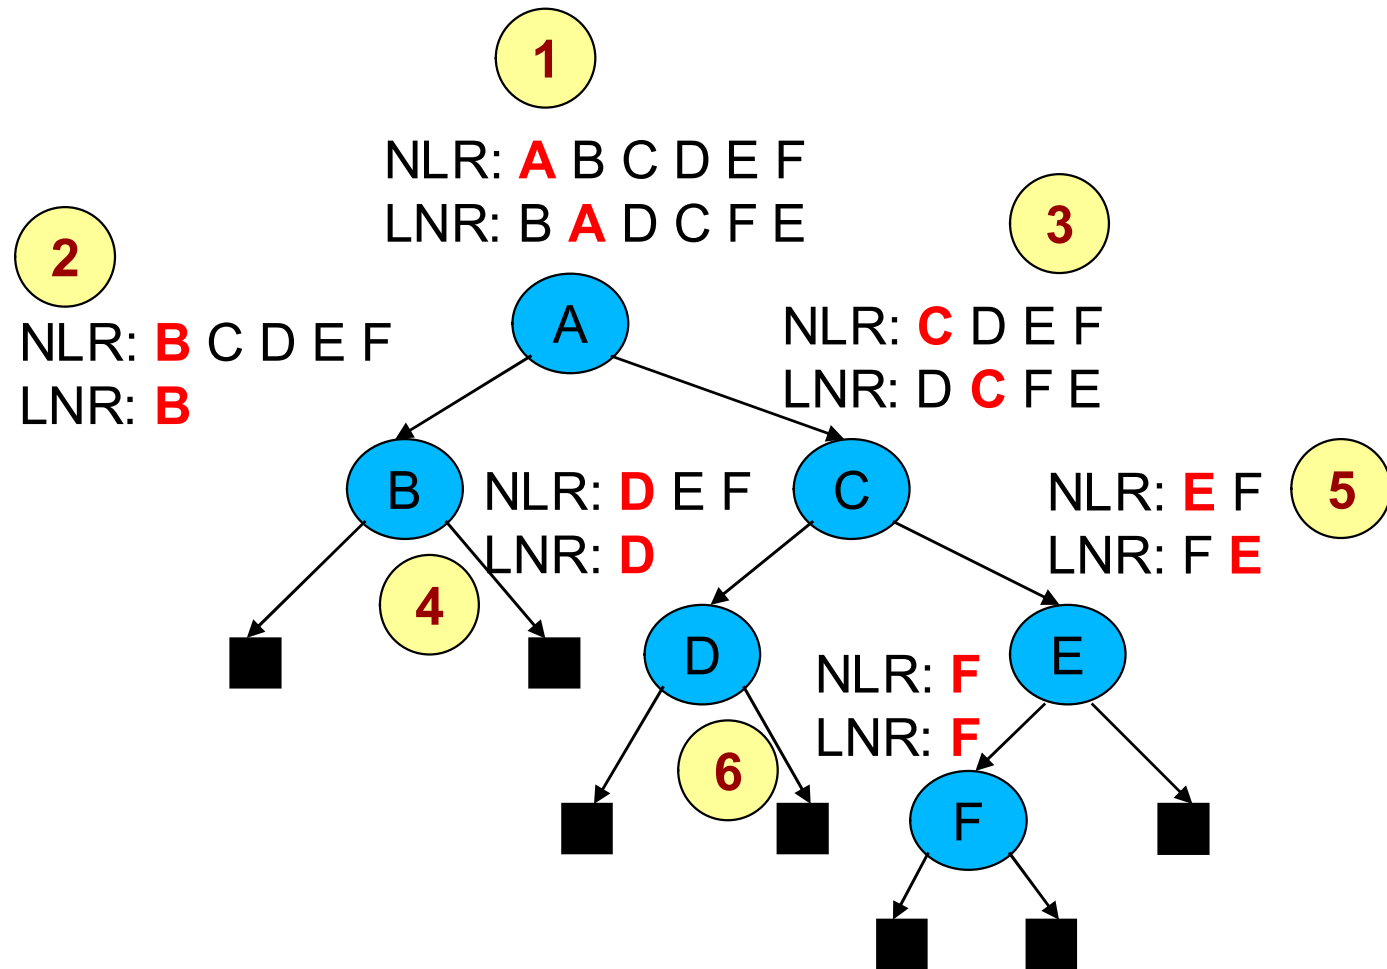 1
NLR: A B C D E F
LNR: B A D C F E
2
NLR: B C D E F
LNR: B
3
NLR: C D E F
LNR: D C F E
A
B
C
4
NLR: D E F
LNR: D
5
NLR: E F
LNR: F E
D
E
6
NLR: F
LNR: F
F